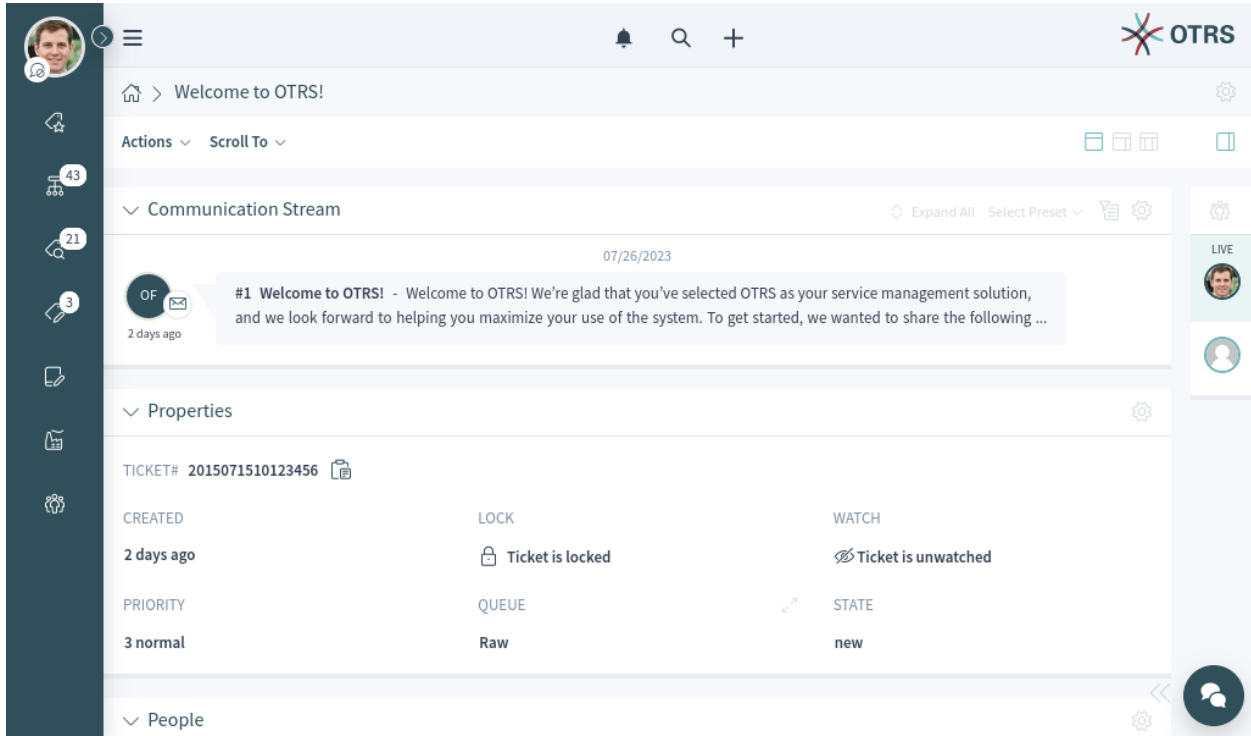 OTRS
Welcome to OTRS!
Actions
Scroll To
43
21
3
Communication Stream
Expand All
Select Preset
LIVE
07/26/2023
OF
#1 Welcome to OTRS! - Welcome to OTRS! We're glad that you've selected OTRS as your service management solution,
and we look forward to helping you maximize your use of the system. To get started, we wanted to share the following ...
2 days ago
Properties
TICKET# 2015071510123456
CREATED
LOCK
WATCH
2 days ago
Ticket is locked
Ticket is unwatched
PRIORITY
QUEUE
STATE
3 normal
Raw
new
People